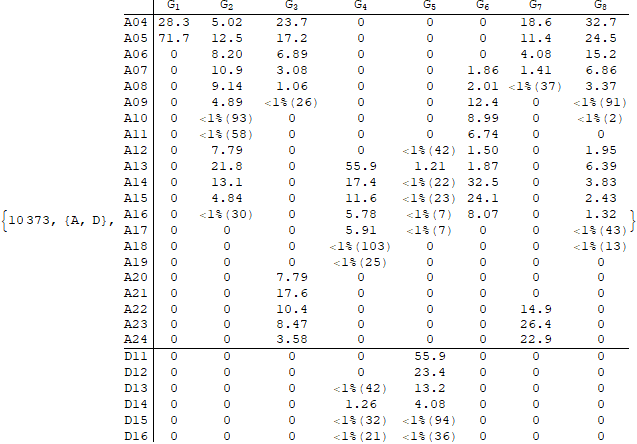 G₁ G₂ G₃ G₄ G₅ G₆ G₇ G₈
A04 28.3 5.02 23.7 0 0 0 18.6 32.7
A05 71.7 12.5 17.2 0 0 0 11.4 24.5
A06 0 8.20 6.89 0 0 0 4.08 15.2
A07 0 10.9 3.08 0 0 1.86 1.41 6.86
A08 0 9.14 1.06 0 0 2.01 <1%(37) 3.37
A09 0 4.89 <1%(26) 0 0 12.4 0 <1%(91)
A10 0 <1%(93) 0 0 0 8.99 0 <1%(2)
A11 0 <1%(58) 0 0 0 6.74 0 0
A12 0 7.79 0 0 <1%(42) 1.50 0 1.95
A13 0 21.8 0 55.9 1.21 1.87 0 6.39
A14 0 13.1 0 17.4 <1%(22) 32.5 0 3.83
A15 0 4.84 0 11.6 <1%(23) 24.1 0 2.43
{10373, {A, D}, A16 0 <1%(30) 0 5.78 <1%(7) 8.07 0 1.32 }
A17 0 0 0 5.91 <1%(7) 0 0 <1%(43)
A18 0 0 0 <1%(103) 0 0 0 <1%(13)
A19 0 0 0 <1%(25) 0 0 0 0
A20 0 0 7.79 0 0 0 0 0
A21 0 0 17.6 0 0 0 0 0
A22 0 0 10.4 0 0 0 14.9 0
A23 0 0 8.47 0 0 0 26.4 0
A24 0 0 3.58 0 0 0 22.9 0
D11 0 0 0 0 55.9 0 0 0
D12 0 0 0 0 23.4 0 0 0
D13 0 0 0 <1%(42) 13.2 0 0 0
D14 0 0 0 1.26 4.08 0 0 0
D15 0 0 0 <1%(32) <1%(94) 0 0 0
D16 0 0 0 <1%(21) <1%(36) 0 0 0